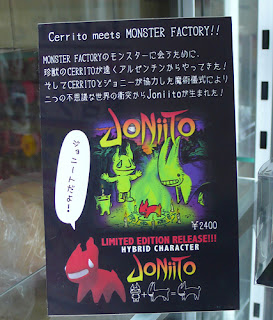 Cerrito meets MONSTER FACTORY!!
MONSTER FACTORYのモンスターに会うために、
珍獣のCERRITOが遠くアルゼンチンからやってきた!
そしてCERRITOとジョニーが協力した魔術儀式により
二つの不思議な世界の衝突からJoniitoが生まれた!
JONiiTO
ジョニートだよ!
¥2400
LIMITED EDITION RELEASE!!!
HYBRID CHARACTER
JONiiTO
+ =